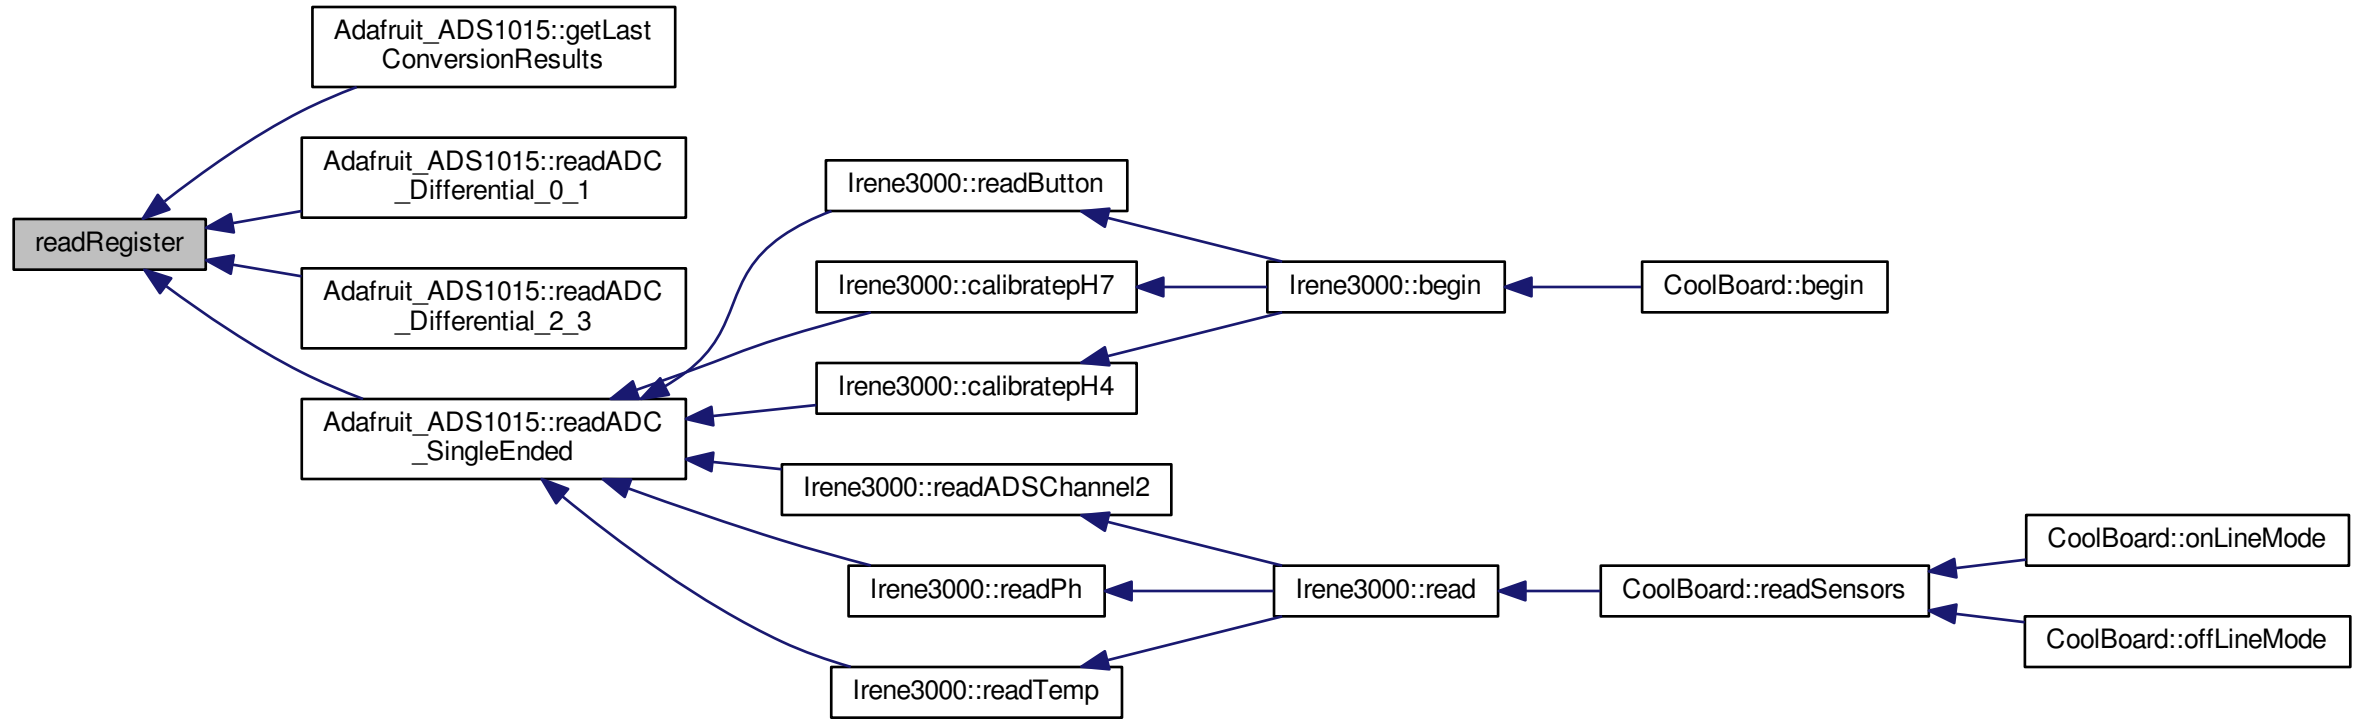 Adafruit_ADS1015::getLast
ConversionResults
Adafruit_ADS1015::readADC
_Differential_0_1
readRegister
Adafruit_ADS1015::readADC
_Differential_2_3
Adafruit_ADS1015::readADC
_SingleEnded
Irene3000::readButton
Irene3000::calibratepH7
Irene3000::calibratepH4
Irene3000::readADSChannel2
Irene3000::readPh
Irene3000::readTemp
Irene3000::begin
Irene3000::read
CoolBoard::begin
CoolBoard::readSensors
CoolBoard::onLineMode
CoolBoard::offLineMode